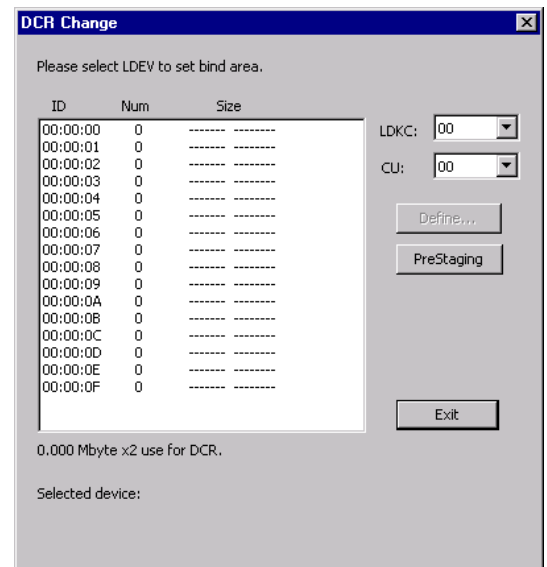 DCR Change
Please select LDEV to set bind area.
ID Num Size
00:00:00 0 ------- --------
00:00:01 0 ------- --------
00:00:02 0 ------- --------
00:00:03 0 ------- --------
00:00:04 0 ------- --------
00:00:05 0 ------- --------
00:00:06 0 ------- --------
00:00:07 0 ------- --------
00:00:08 0 ------- --------
00:00:09 0 ------- --------
00:00:0A 0 ------- --------
00:00:0B 0 ------- --------
00:00:0C 0 ------- --------
00:00:0D 0 ------- --------
00:00:0E 0 ------- --------
00:00:0F 0 ------- --------
LDKC: 00
CU: 00
Define...
PreStaging
Exit
0.000 Mbyte x2 use for DCR.
Selected device: